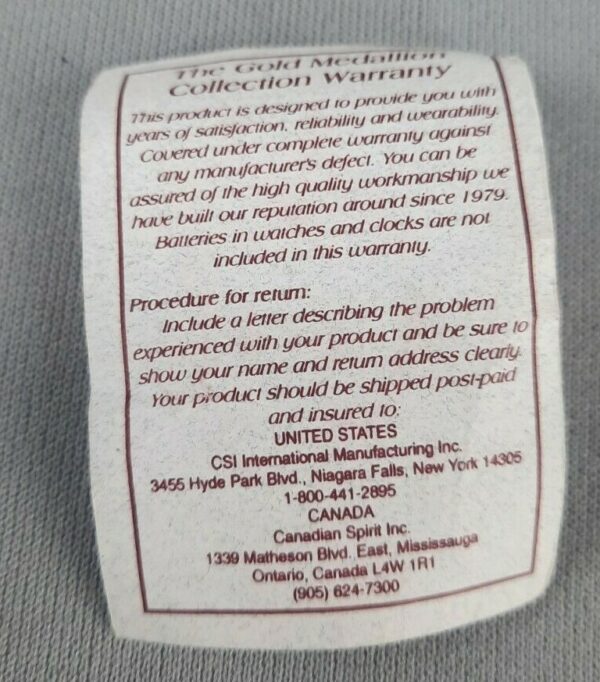 The Gold Medallion
Collection Warranty
This product is designed to provide you with
years of satisfaction, reliability and wearability.
Covered under complete warranty against
any manufacturer's defect. You can be
assured of the high quality workmanship we
have built our reputation around since 1979.
Batteries in watches and clocks are not
included in this warranty.
Procedure for return:
Include a letter describing the problem
experienced with your product and be sure to
show your name and return address clearly.
Your product should be shipped post-paid
and insured to:
UNITED STATES
CSI International Manufacturing Inc.
3455 Hyde Park Blvd., Niagara Falls, New York 14305
1-800-441-2895
CANADA
Canadian Spirit Inc.
1339 Matheson Blvd. East, Mississauga
Ontario, Canada L4W 1R1
(905) 624-7300